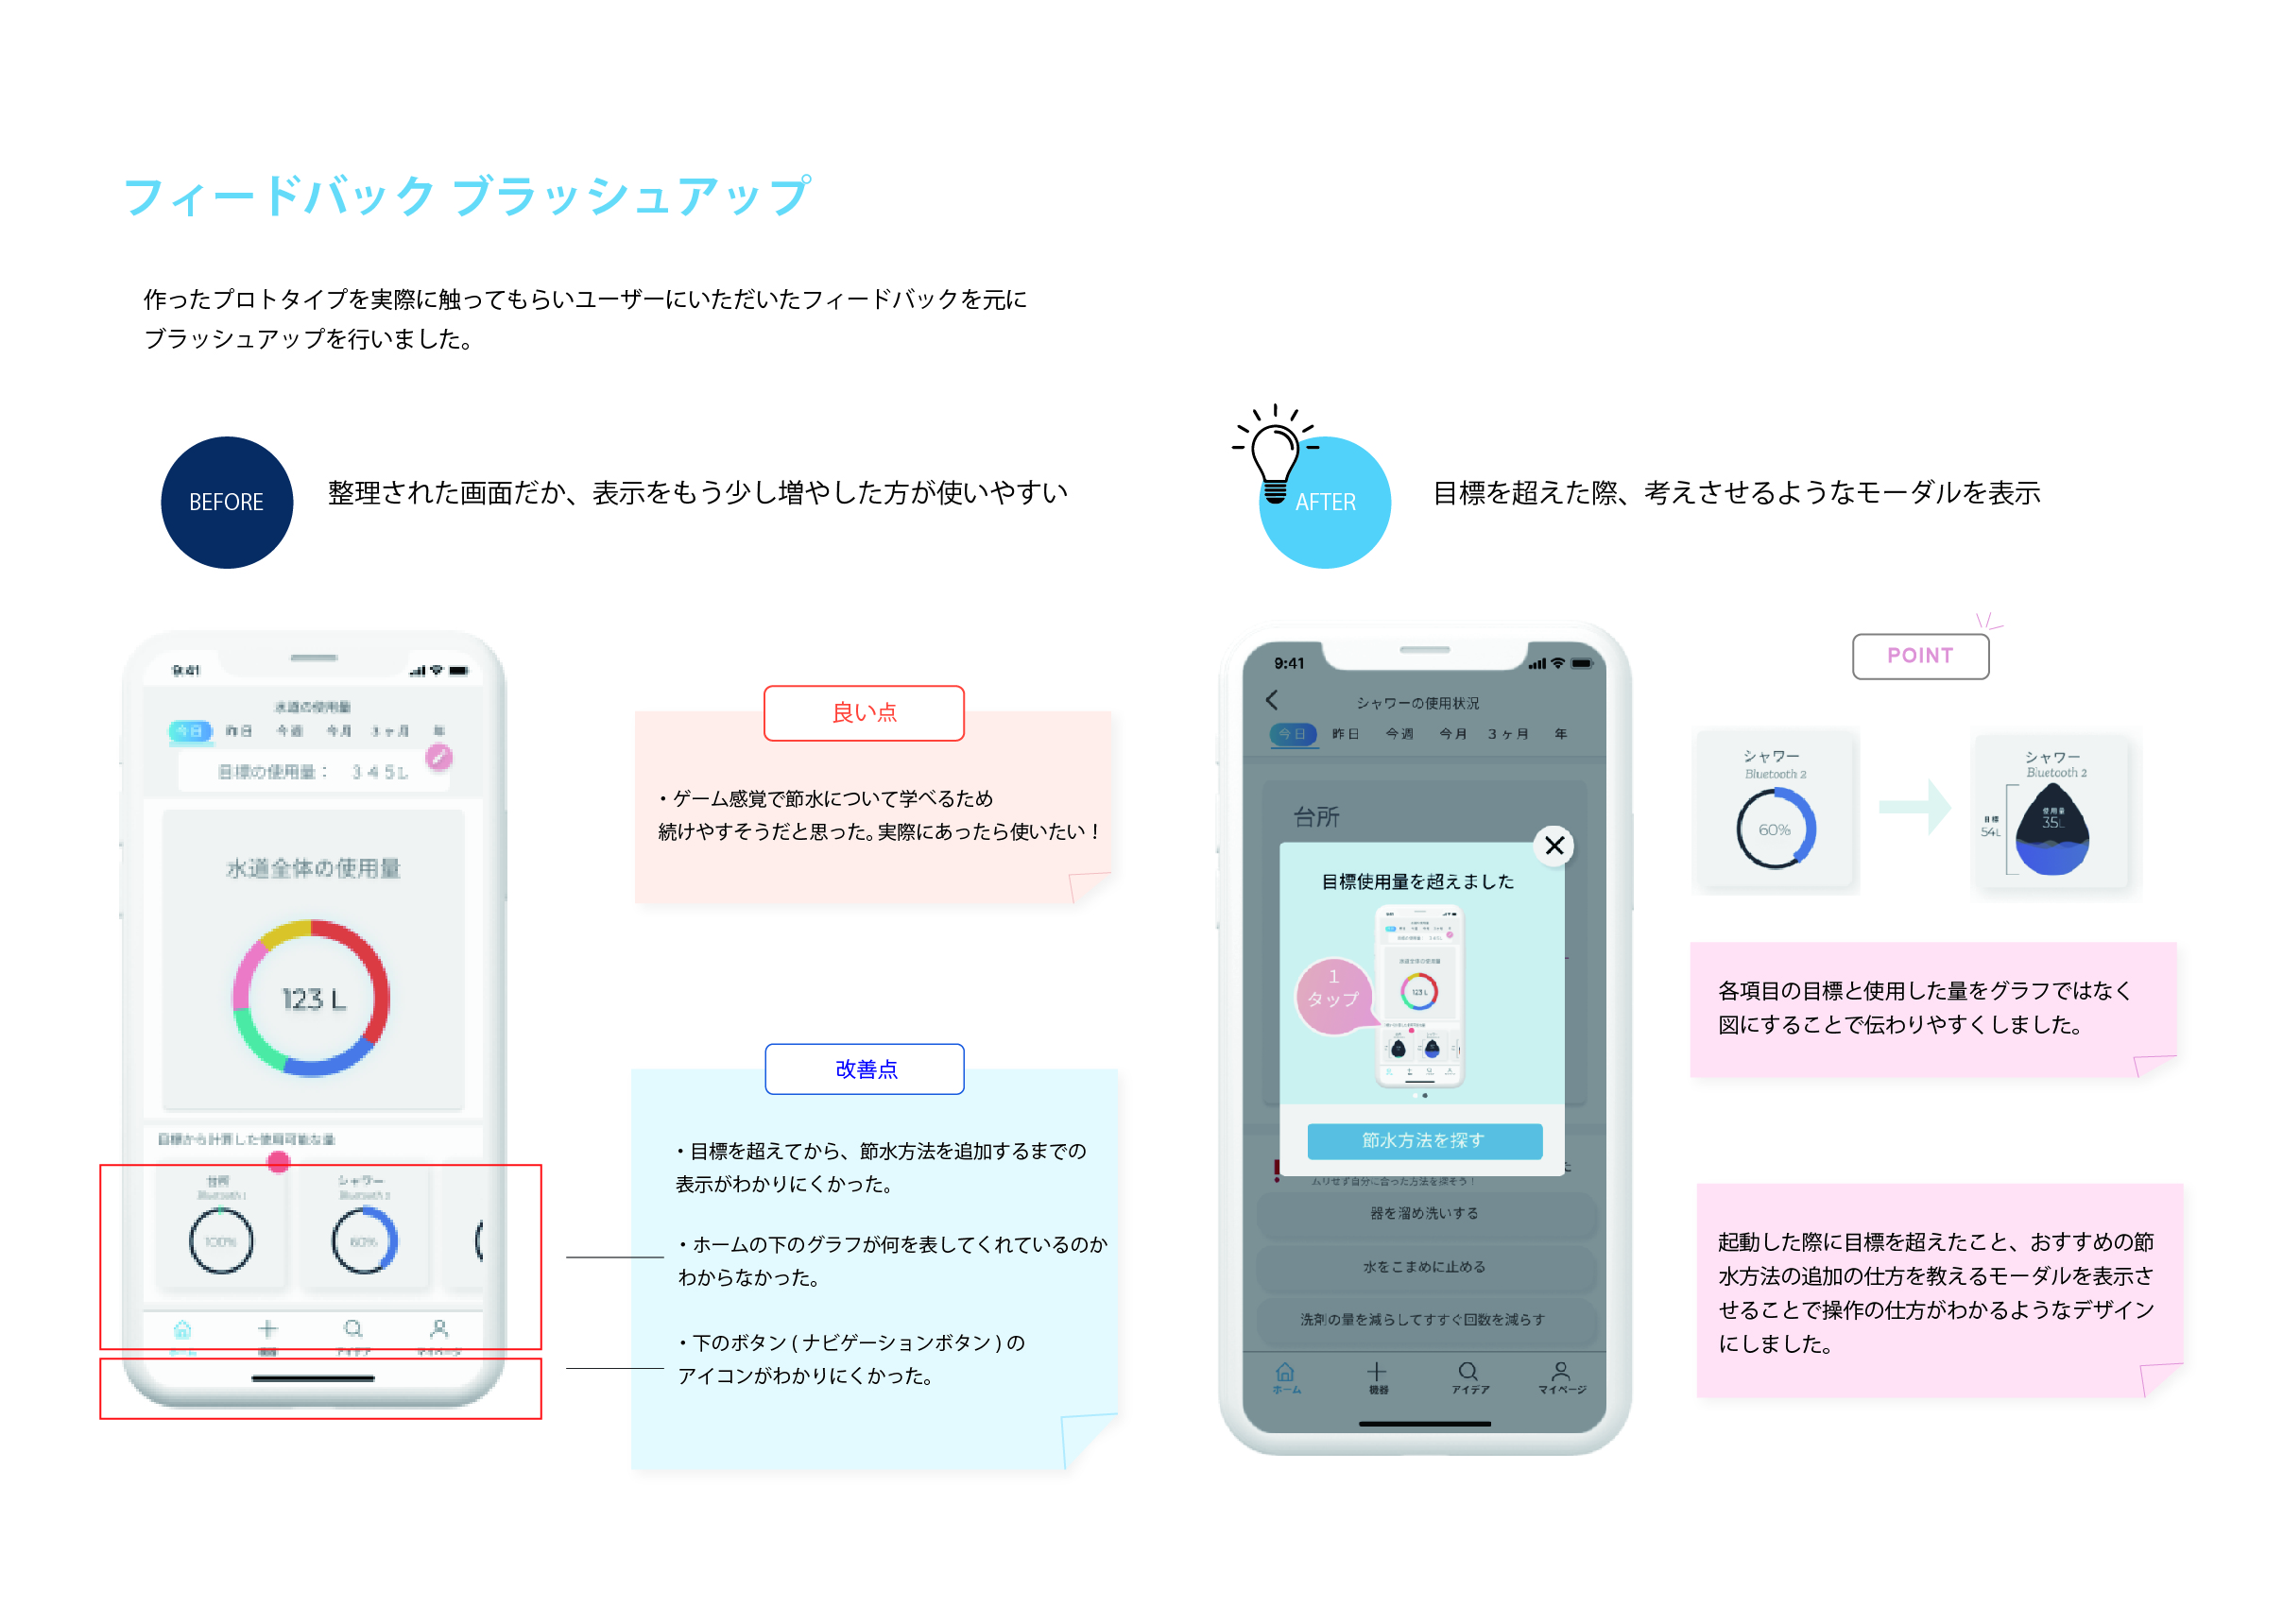 フィードバック ブラッシュアップ
作ったプロトタイプを実際に触ってもらいユーザーにいただいたフィードバックを元に
ブラッシュアップを行いました。
BEFORE
整理された画面だか、表示をもう少し増やした方が使いやすい
9:41
水道の使用量
今日 昨日 今週 今月 3ヶ月 年
目標の使用量： 345L
水道全体の使用量
123 L
目標から計算した使用可能な量
台所
Bluetooth 1
100%
シャワー
Bluetooth 2
60%
ホーム 機器 アイデア マイページ
良い点
・ゲーム感覚で節水について学べるため
続けやすそうだと思った。実際にあったら使いたい！
改善点
・目標を超えてから、節水方法を追加するまでの
表示がわかりにくかった。
・ホームの下のグラフが何を表してくれているのか
わからなかった。
・下のボタン ( ナビゲーションボタン ) の
アイコンがわかりにくかった。
AFTER
目標を超えた際、考えさせるようなモーダルを表示
9:41
シャワーの使用状況
今日 昨日 今週 今月 3ヶ月 年
台所
目標使用量を超えました
水道全体の使用量
123 L
1
タップ
節水方法を探す
ムリせず自分に合った方法を探そう！
器を溜め洗いする
水をこまめに止める
洗剤の量を減らしてすすぐ回数を減らす
ホーム 機器 アイデア マイページ
POINT
シャワー
Bluetooth 2
60%
シャワー
Bluetooth 2
目標
54L
使用量
35L
各項目の目標と使用した量をグラフではなく
図にすることで伝わりやすくしました。
起動した際に目標を超えたこと、おすすめの節
水方法の追加の仕方を教えるモーダルを表示さ
せることで操作の仕方がわかるようなデザイン
にしました。